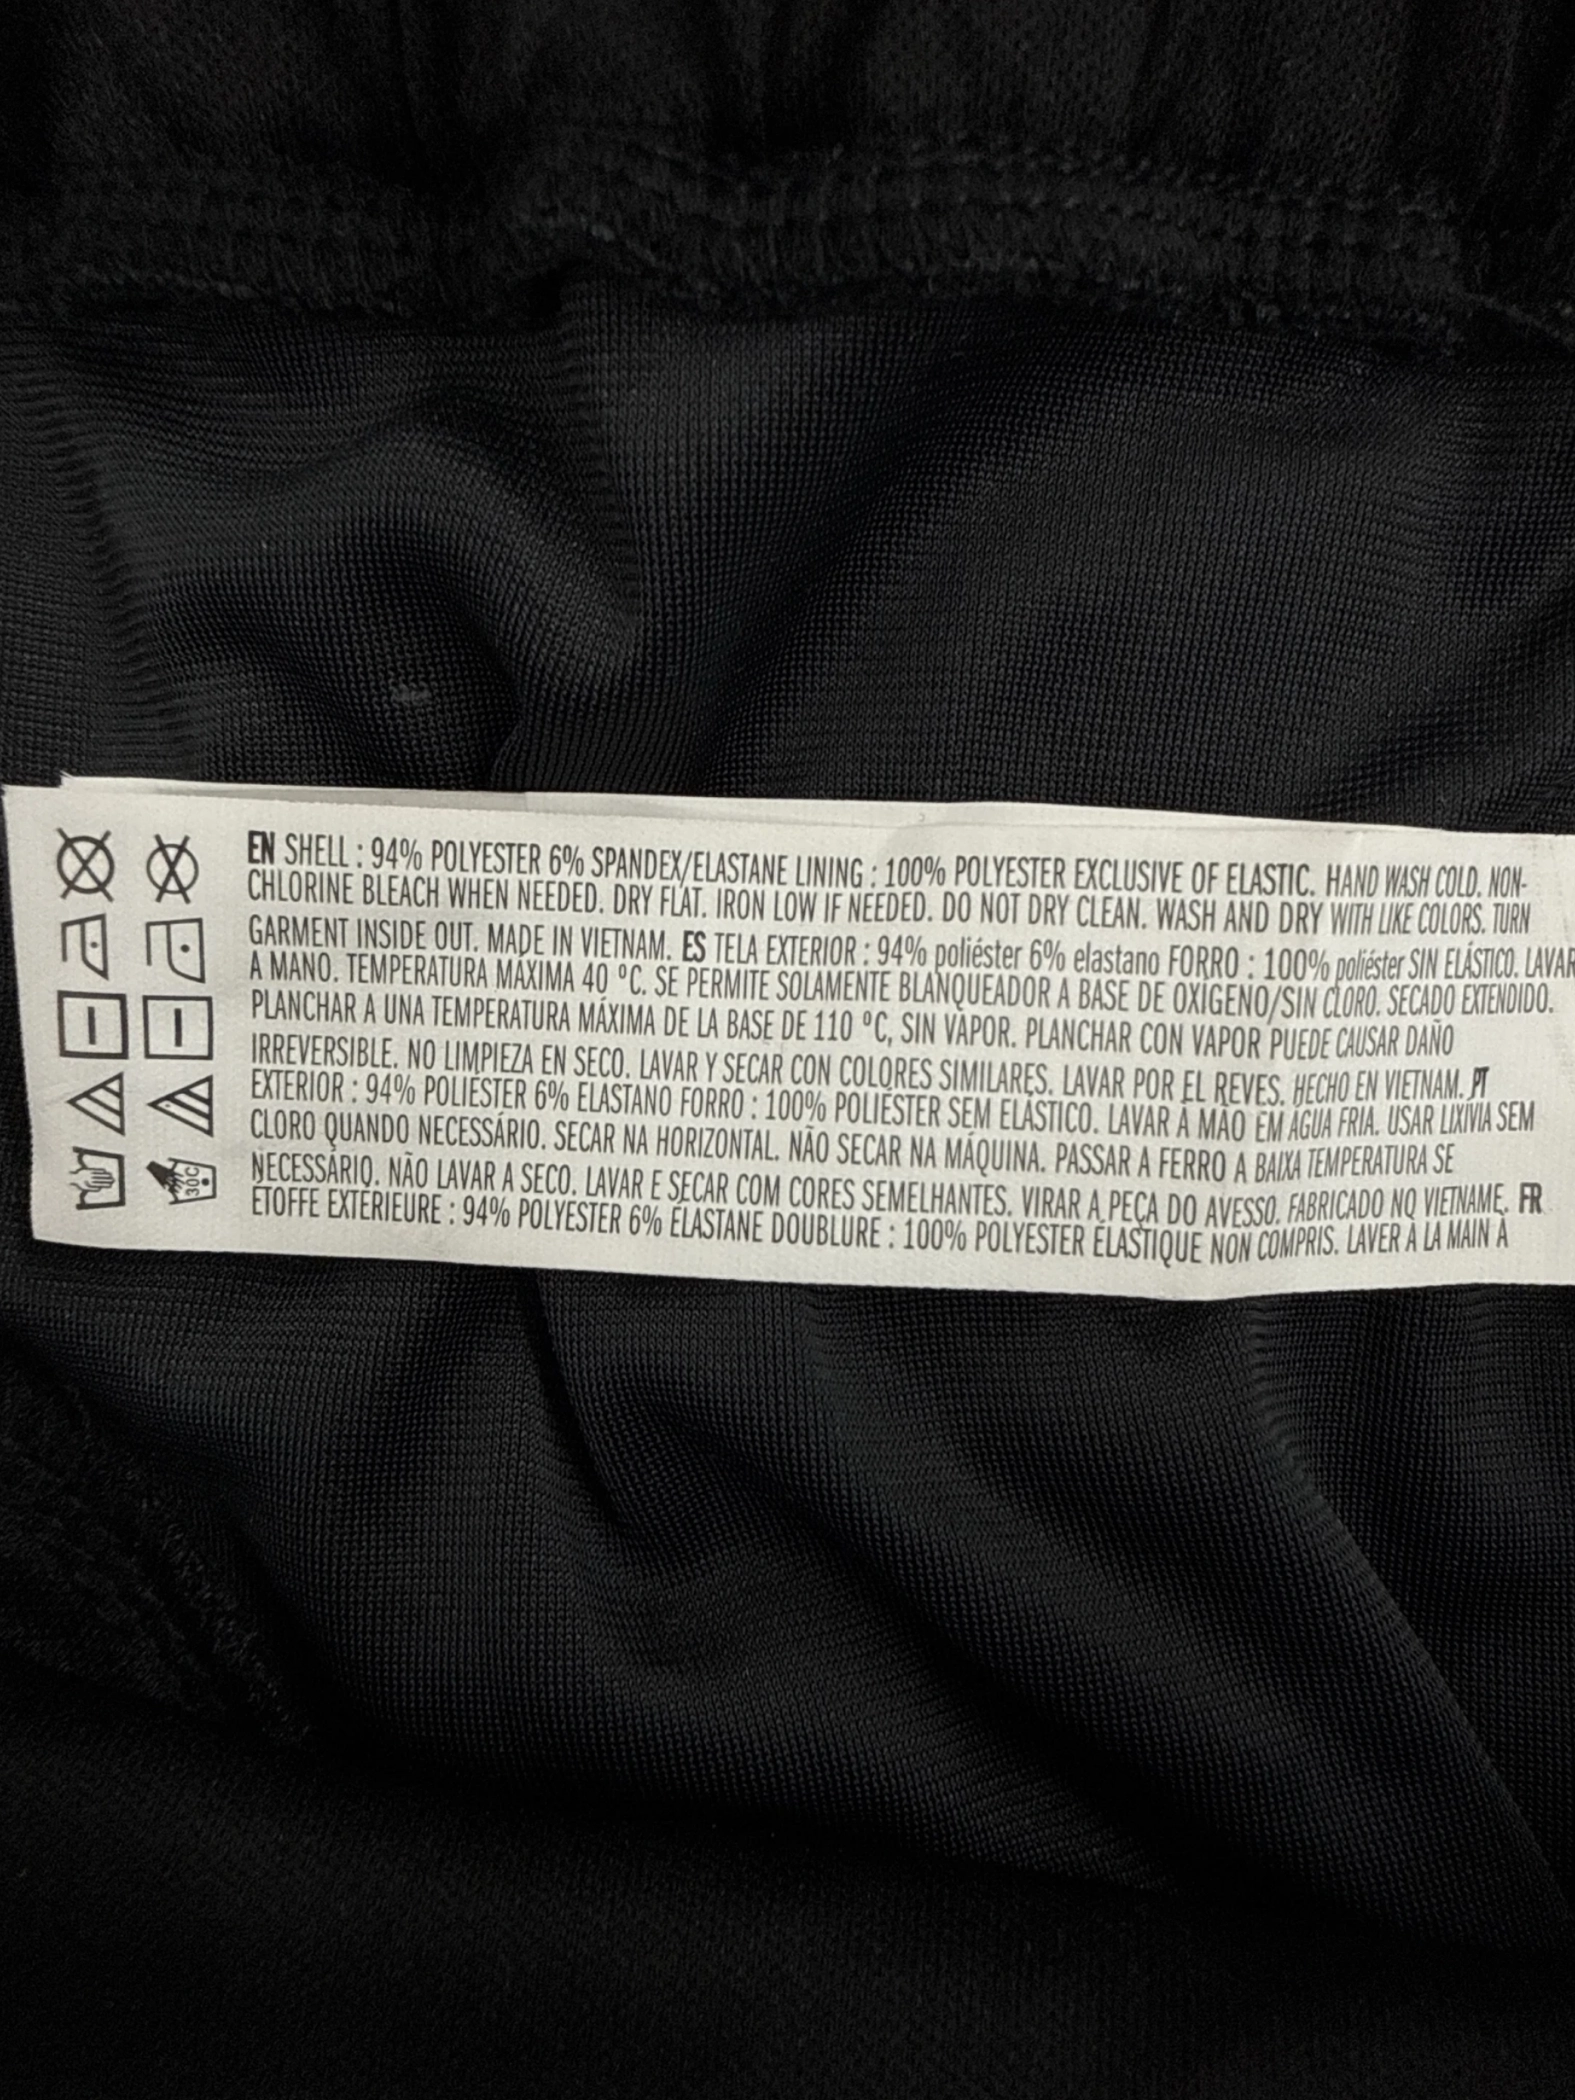 EN SHELL : 94% POLYESTER 6% SPANDEX/ELASTANE LINING : 100% POLYESTER EXCLUSIVE OF ELASTIC. HAND WASH COLD. NON-
CHLORINE BLEACH WHEN NEEDED. DRY FLAT. IRON LOW IF NEEDED. DO NOT DRY CLEAN. WASH AND DRY WITH LIKE COLORS. TURN
GARMENT INSIDE OUT. MADE IN VIETNAM. ES TELA EXTERIOR : 94% poliéster 6% elastano FORRO : 100% poliéster SIN ELÁSTICO. LAVAR
A MANO. TEMPERATURA MÁXIMA 40 ºC. SE PERMITE SOLAMENTE BLANQUEADOR A BASE DE OXIGENO/SIN CLORO. SECADO EXTENDIDO.
PLANCHAR A UNA TEMPERATURA MÁXIMA DE LA BASE DE 110 ºC, SIN VAPOR. PLANCHAR CON VAPOR PUEDE CAUSAR DAÑO
IRREVERSIBLE. NO LIMPIEZA EN SECO. LAVAR Y SECAR CON COLORES SIMILARES. LAVAR POR EL REVES. HECHO EN VIETNAM. PT
EXTERIOR : 94% POLIÉSTER 6% ELASTANO FORRO : 100% POLIÉSTER SEM ELÁSTICO. LAVAR À MÃO EM ÁGUA FRIA. USAR LIXÍVIA SEM
CLORO QUANDO NECESSÁRIO. SECAR NA HORIZONTAL. NÃO SECAR NA MÁQUINA. PASSAR A FERRO A BAIXA TEMPERATURA SE
NECESSÁRIO. NÃO LAVAR A SECO. LAVAR E SECAR COM CORES SEMELHANTES. VIRAR A PEÇA DO AVESSO. FABRICADO NO VIETNAME. FR
ÉTOFFE EXTÉRIEURE : 94% POLYESTER 6% ÉLASTANE DOUBLURE : 100% POLYESTER ÉLASTIQUE NON COMPRIS. LAVER À LA MAIN À
30C